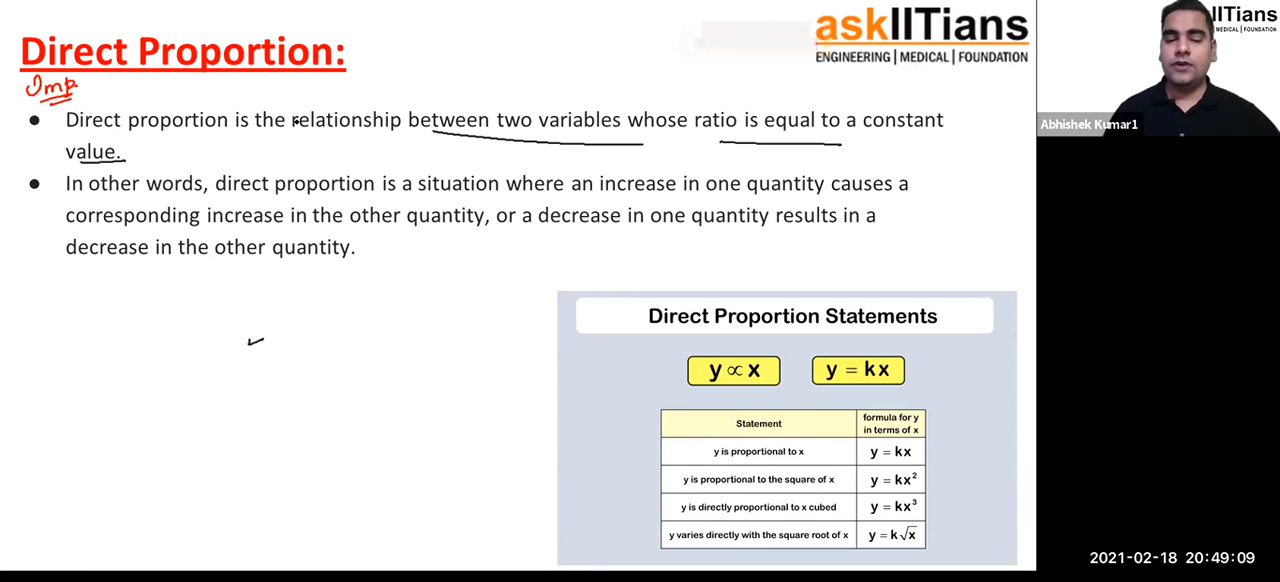 Direct Proportion:
askIITians
ENGINEERING | MEDICAL | FOUNDATION
IITians
MEDICAL | FOUNDATION
Imp
Abhishek Kumar1
● Direct proportion is the relationship between two variables whose ratio is equal to a constant
value.
● In other words, direct proportion is a situation where an increase in one quantity causes a
corresponding increase in the other quantity, or a decrease in one quantity results in a
decrease in the other quantity.
Direct Proportion Statements
y ∝ x
y = kx
Statement
formula for y
in terms of x
y is proportional to x
y = kx
y is proportional to the square of x
y = kx²
y is directly proportional to x cubed
y = kx³
y varies directly with the square root of x
y = k√x
2021-02-18 20:49:09